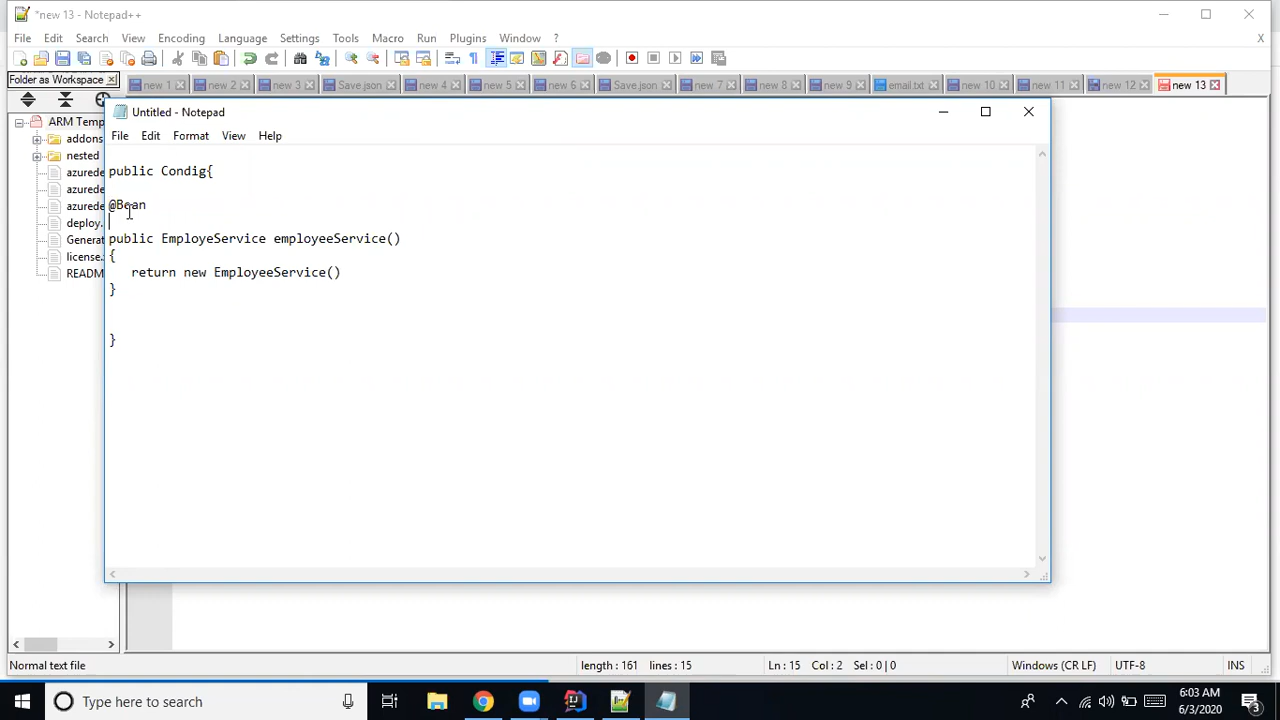 *new 13 - Notepad++
File Edit Search View Encoding Language Settings Tools Macro Run Plugins Window ? X
Folder as Workspace
new 1 new 2 new 3 Save.json new 4 new 5 new 6 Save.json new 7 new 8 new 9 email.txt new 10 new 11 new 12 new 13
ARM Temp
addons
nested
azurede
azurede
azurede
deploy.
Generat
license.
README
Untitled - Notepad
File Edit Format View Help
public Condig{
@Bean
public EmployeService employeeService()
{
return new EmployeeService()
}
}
Normal text file length : 161 lines : 15 Ln : 15 Col : 2 Sel : 0 | 0 Windows (CR LF) UTF-8 INS
Type here to search
6:03 AM
6/3/2020
3